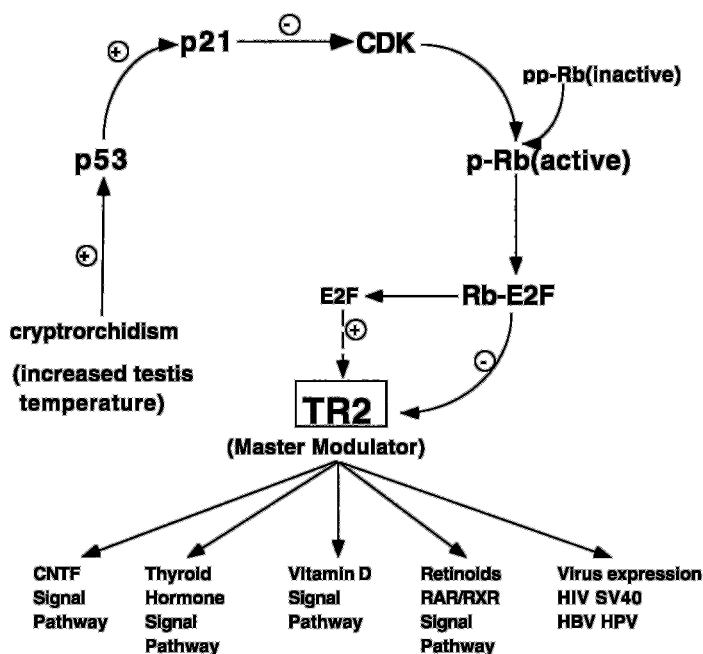 p21
-
CDK
+
pp-Rb(inactive)
p53
p-Rb(active)
+
E2F
Rb-E2F
cryptrorchidism
+
(increased testis
temperature)
-
TR2
(Master Modulator)
CNTF
Signal
Pathway
Thyroid
Hormone
Signal
Pathway
Vitamin D
Signal
Pathway
Retinoids
RAR/RXR
Signal
Pathway
Virus expression
HIV SV40
HBV HPV